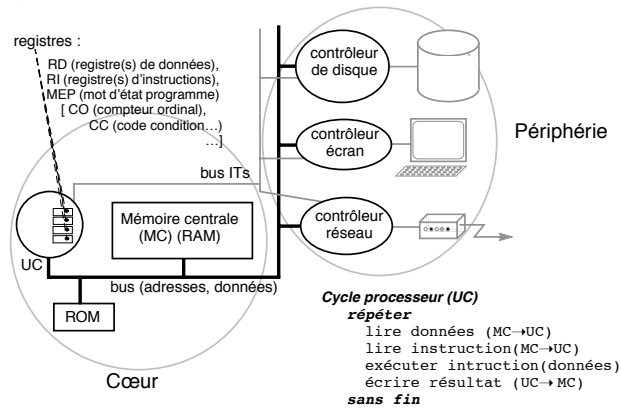 registres :
RD (registre(s) de données),
RI (registre(s) d'instructions),
MEP (mot d'état programme)
[ CO (compteur ordinal),
CC (code condition…)
…]
contrôleur
de disque
contrôleur
écran
Périphérie
bus ITs
Mémoire centrale
(MC) (RAM)
contrôleur
réseau
UC
bus (adresses, données)
ROM
Cœur
Cycle processeur (UC)
répéter
lire données (MC→UC)
lire instruction(MC→UC)
exécuter intruction(données)
écrire résultat (UC→ MC)
sans fin